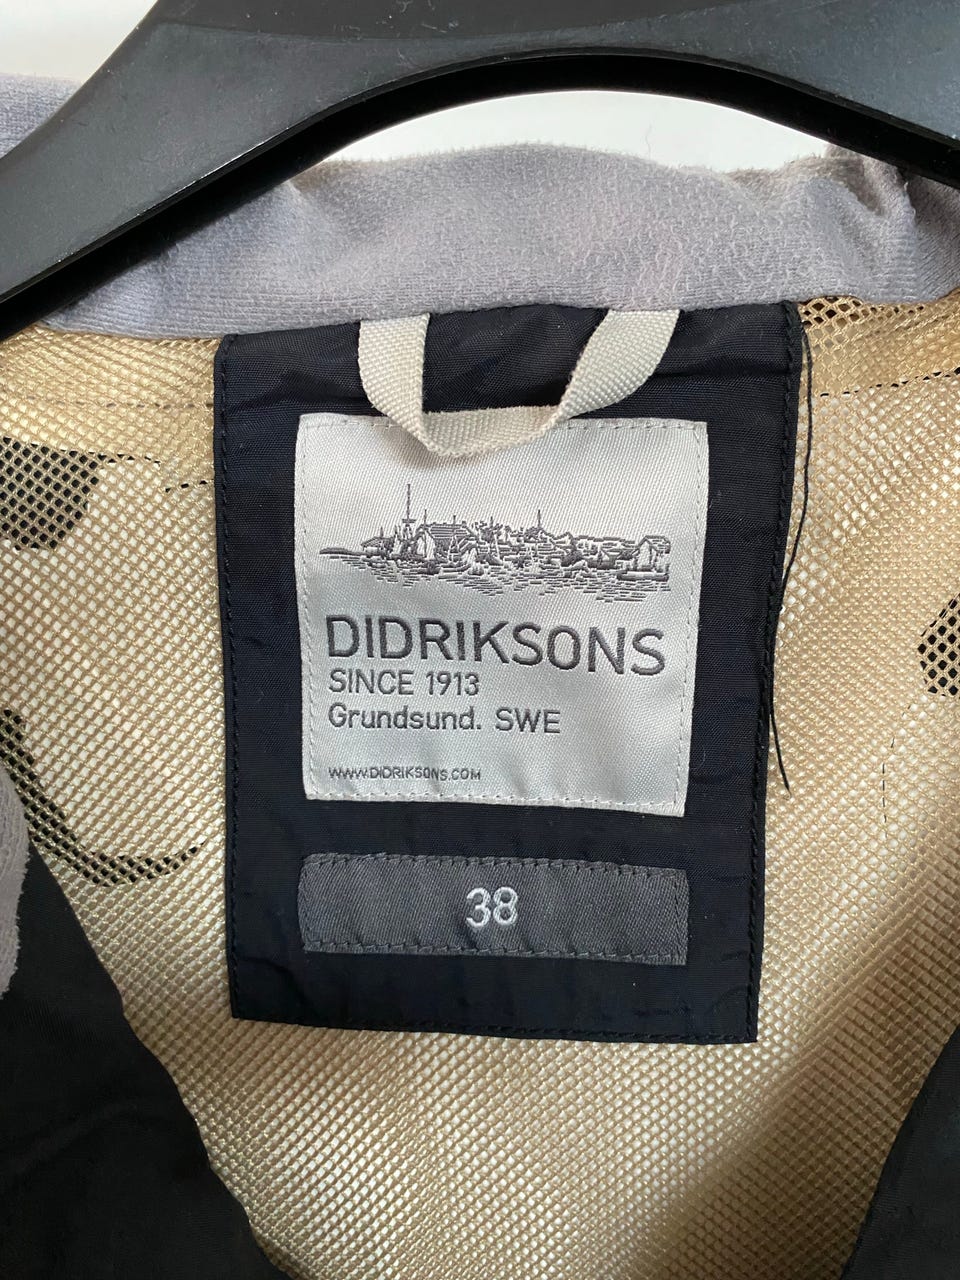 DIDRIKSONS
SINCE 1913
Grundsund. SWE
WWW.DIDRIKSONS.COM
38